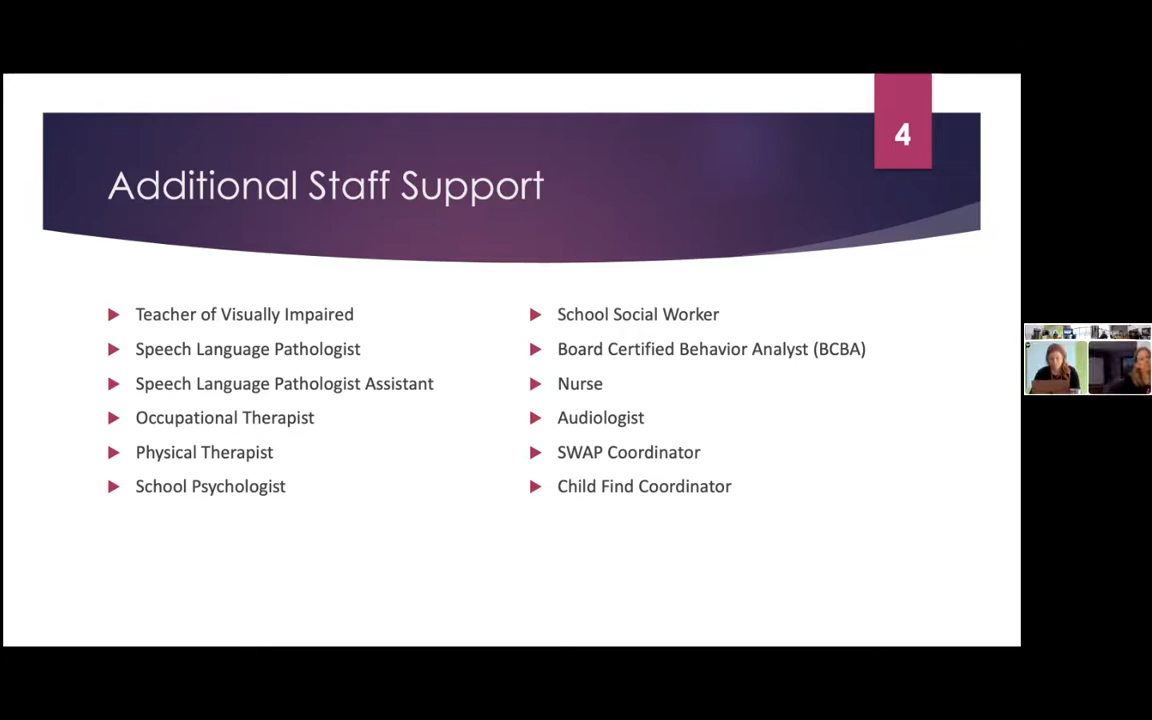 4
Additional Staff Support
Teacher of Visually Impaired
Speech Language Pathologist
Speech Language Pathologist Assistant
Occupational Therapist
Physical Therapist
School Psychologist
School Social Worker
Board Certified Behavior Analyst (BCBA)
Nurse
Audiologist
SWAP Coordinator
Child Find Coordinator